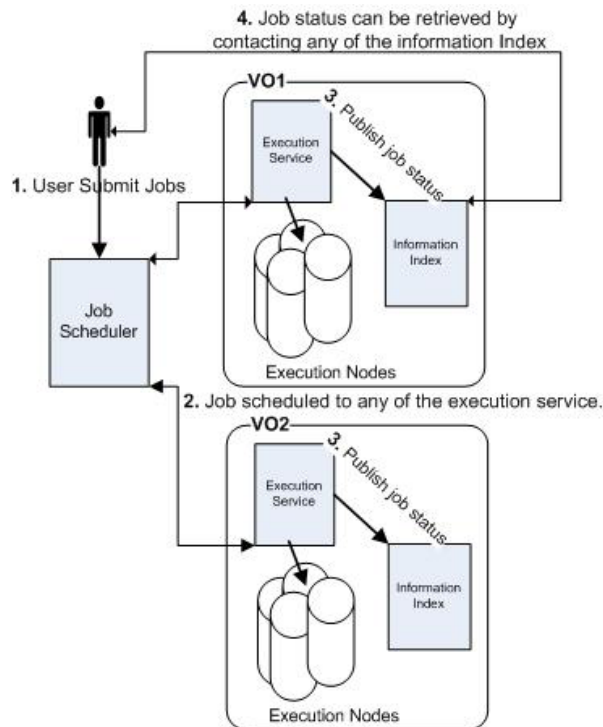 4. Job status can be retrieved by
contacting any of the information Index
VO1
3. Publish job status
Execution
Service
1. User Submit Jobs
Information
Index
Job
Scheduler
Execution Nodes
2. Job scheduled to any of the execution service.
VO2
3. Publish job status
Execution
Service
Information
Index
Execution Nodes